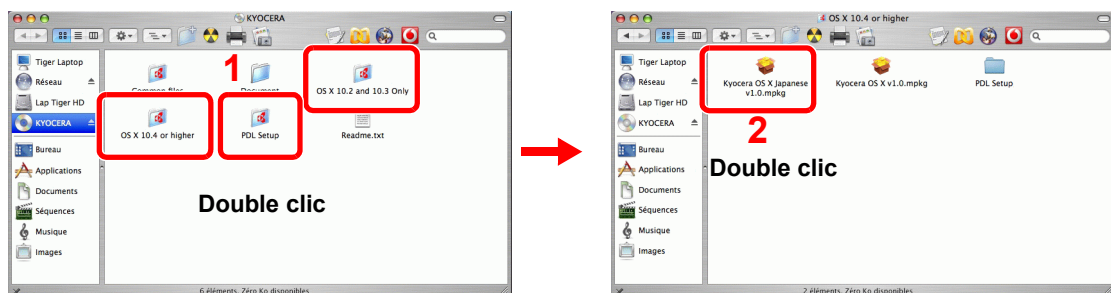 KYOCERA
Tiger Laptop
Réseau
Lap Tiger HD
KYOCERA
Bureau
Applications
Documents
Séquences
Musique
Images
1
Common files
Document
OS X 10.2 and 10.3 Only
OS X 10.4 or higher
PDL Setup
Readme.txt
Double clic
6 éléments, Zéro Ko disponibles
OS X 10.4 or higher
Tiger Laptop
Réseau
Lap Tiger HD
KYOCERA
Bureau
Applications
Documents
Séquences
Musique
Images
Kyocera OS X Japanese
v1.0.mpkg
Kyocera OS X v1.0.mpkg
PDL Setup
2
Double clic
2 éléments, Zéro Ko disponibles